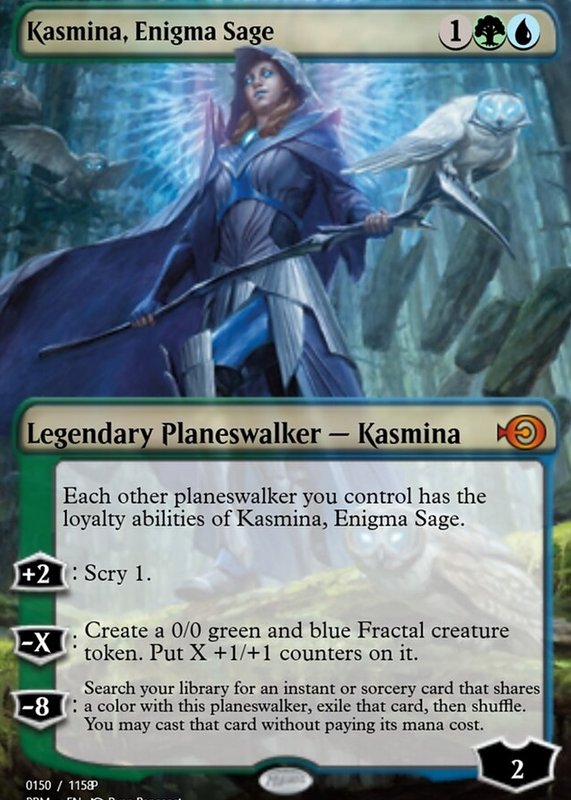 Kasmina, Enigma Sage 1
Legendary Planeswalker — Kasmina
Each other planeswalker you control has the
loyalty abilities of Kasmina, Enigma Sage.
+2 : Scry 1.
–X : Create a 0/0 green and blue Fractal creature
token. Put X +1/+1 counters on it.
Search your library for an instant or sorcery card that shares
–8 : a color with this planeswalker, exile that card, then shuffle.
You may cast that card without paying its mana cost.
2
0150 / 1158P